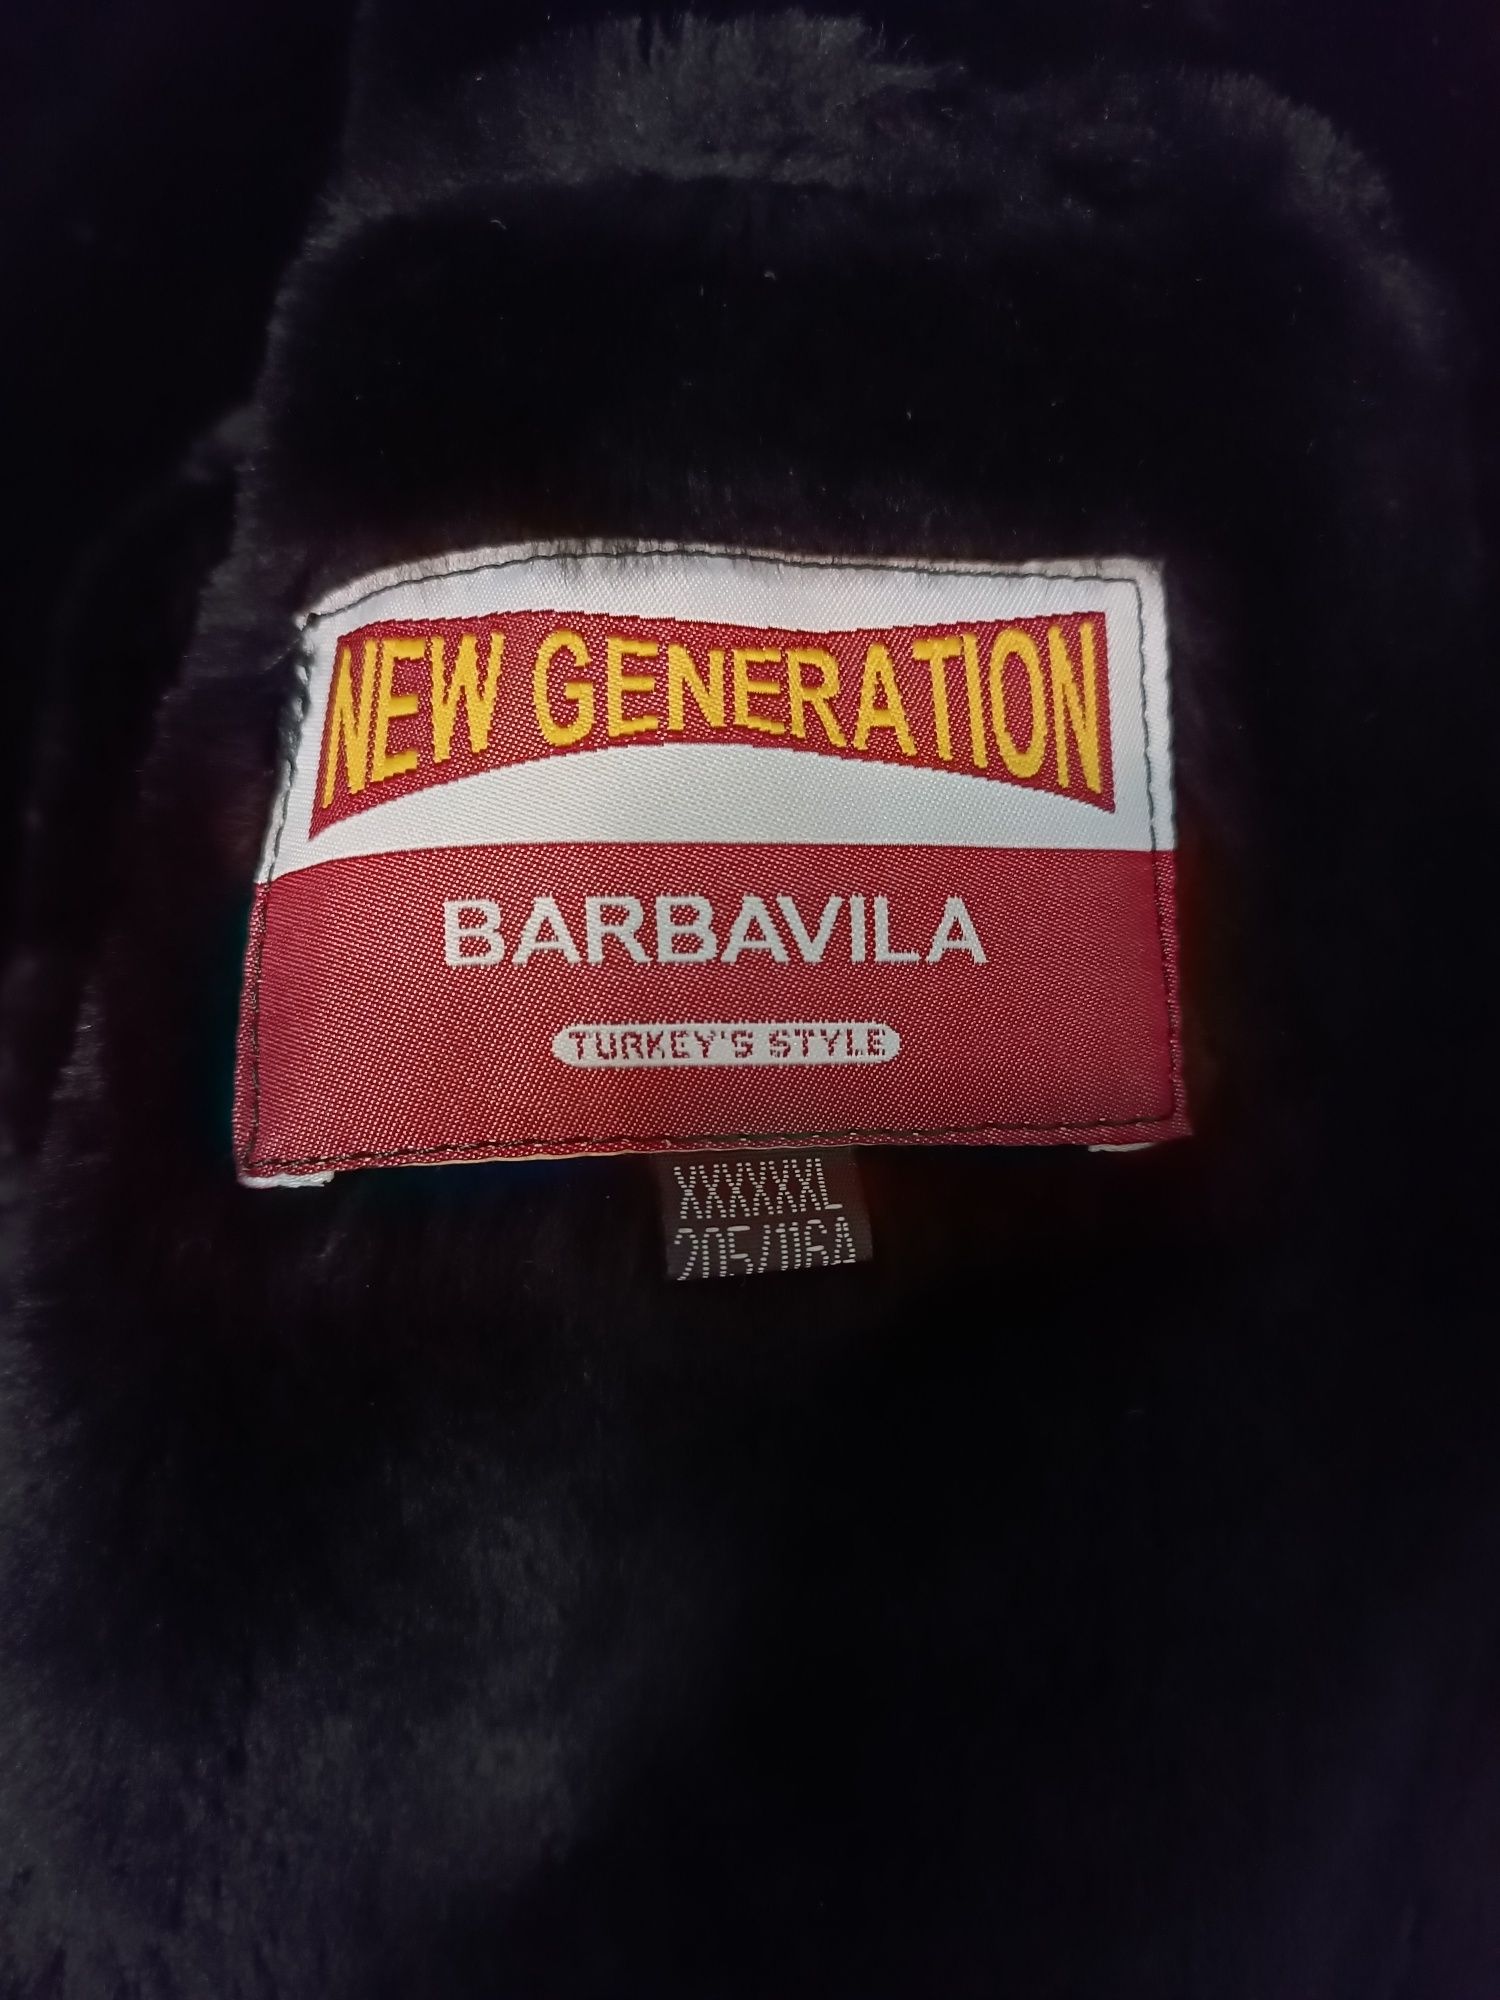 NEW GENERATION
BARBAVILA
TURKEY'S STYLE
XXXXXXL
205/116A